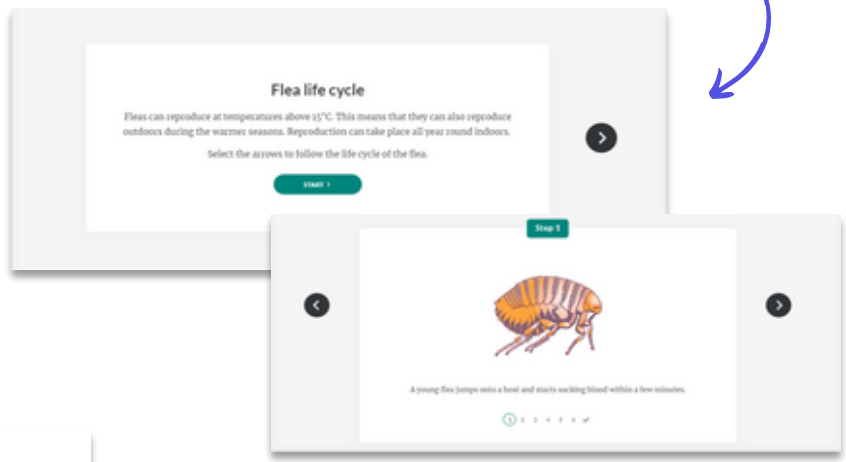 Flea life cycle
Fleas can reproduce at temperatures above 15°C. This means that they can also reproduce
outdoors during the warmer seasons. Reproduction can take place all year round indoors.
Select the arrows to follow the life cycle of the flea.
START >
Step 1
A young flea jumps onto a host and starts sucking blood within a few minutes.
1 2 3 4 5 6 ✓